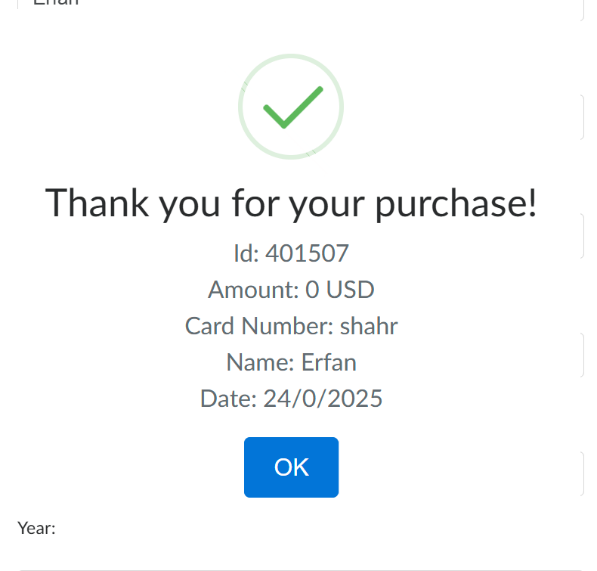 Thank you for your purchase!
Id: 401507
Amount: 0 USD
Card Number: shahr
Name: Erfan
Date: 24/0/2025
OK
Year: